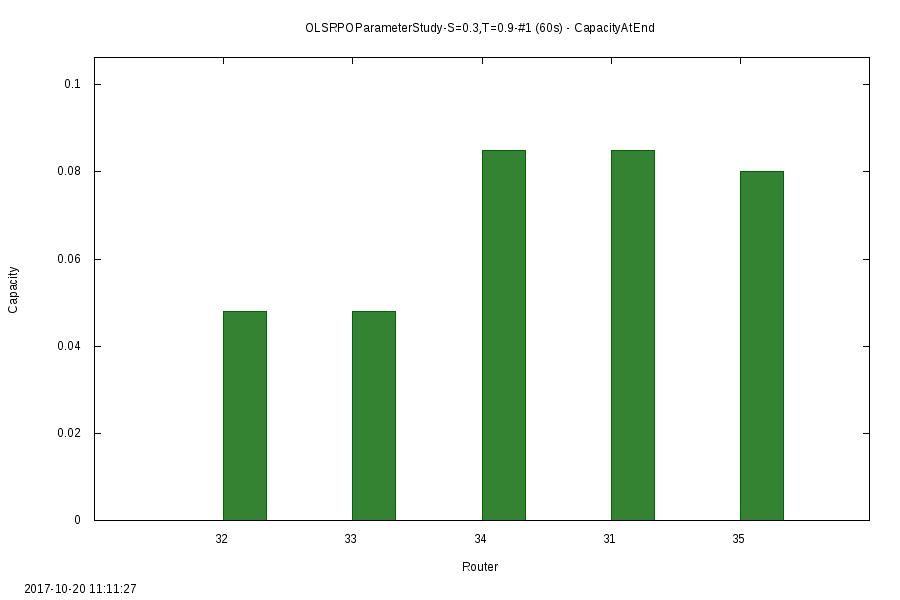 OLSRPOParameterStudy-S=0.3,T=0.9-#1 (60s) - CapacityAtEnd
0.1
0.08
0.06
0.04
0.02
0
Capacity
32 33 34 31 35
Router
2017-10-20 11:11:27